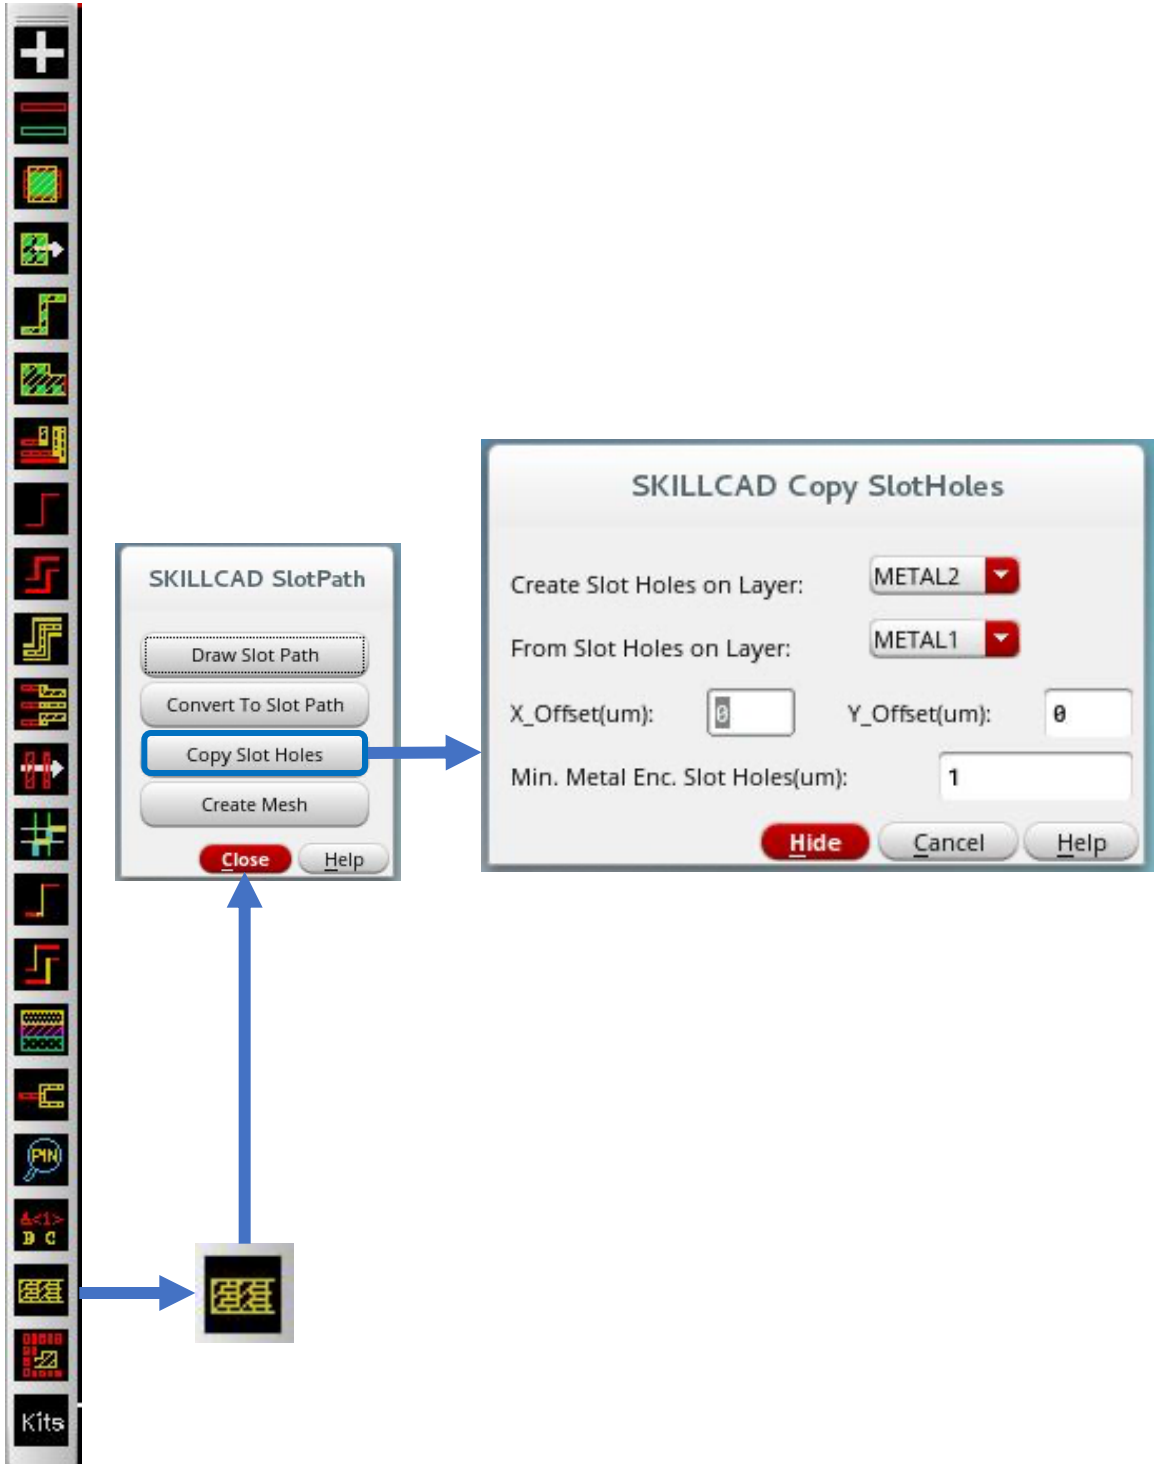 PIN
A<1>
B C
Kits
SKILLCAD SlotPath
Draw Slot Path
Convert To Slot Path
Copy Slot Holes
Create Mesh
Close Help
SKILLCAD Copy SlotHoles
Create Slot Holes on Layer: METAL2
From Slot Holes on Layer: METAL1
X_Offset(um): 0 Y_Offset(um): 0
Min. Metal Enc. Slot Holes(um): 1
Hide Cancel Help